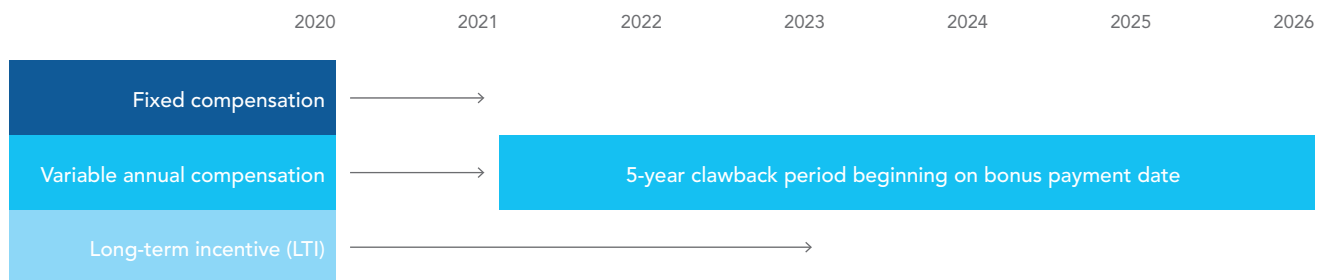 2020 2021 2022 2023 2024 2025 2026
Fixed compensation
Variable annual compensation 5-year clawback period beginning on bonus payment date
Long-term incentive (LTI)